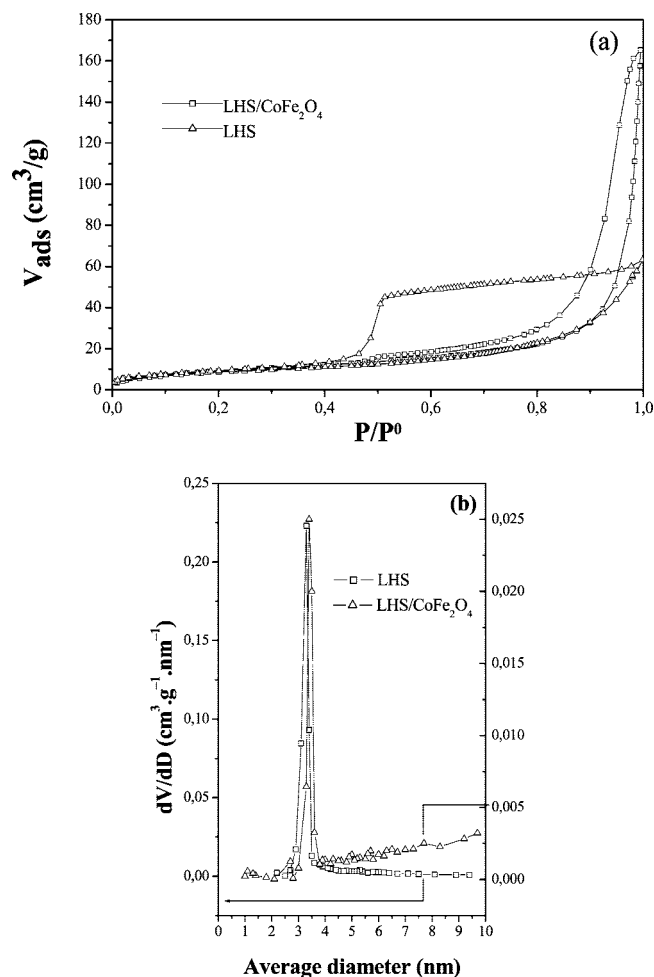 (a)
180
160
140
120
100
80
60
40
20
0
V_ads (cm³/g)
LHS/CoFe₂O₄
LHS
0,0 0,2 0,4 0,6 0,8 1,0
P/P⁰
(b)
0,25
0,20
0,15
0,10
0,05
0,00
dV/dD (cm³.g⁻¹.nm⁻¹)
LHS
LHS/CoFe₂O₄
0,025
0,020
0,015
0,010
0,005
0,000
0 1 2 3 4 5 6 7 8 9 10
Average diameter (nm)